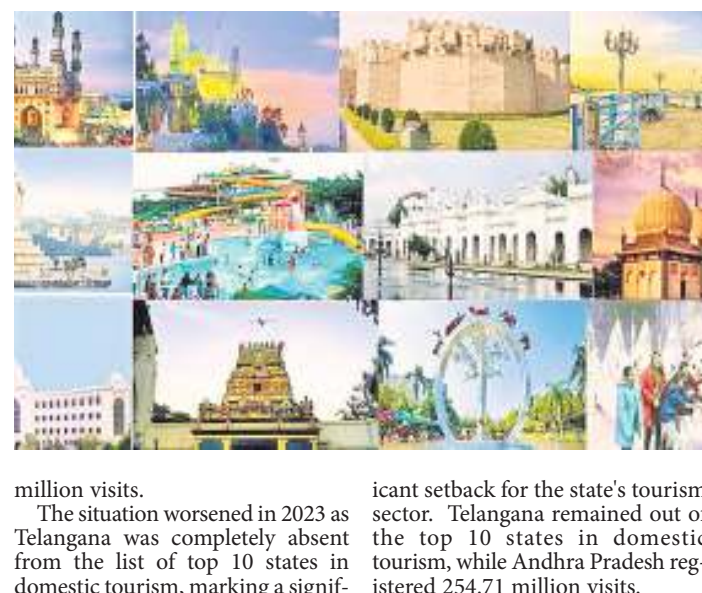 million visits.
The situation worsened in 2023 as
Telangana was completely absent
from the list of top 10 states in
domestic tourism, marking a signif-
icant setback for the state's tourism
sector. Telangana remained out of
the top 10 states in domestic
tourism, while Andhra Pradesh reg-
istered 254.71 million visits.